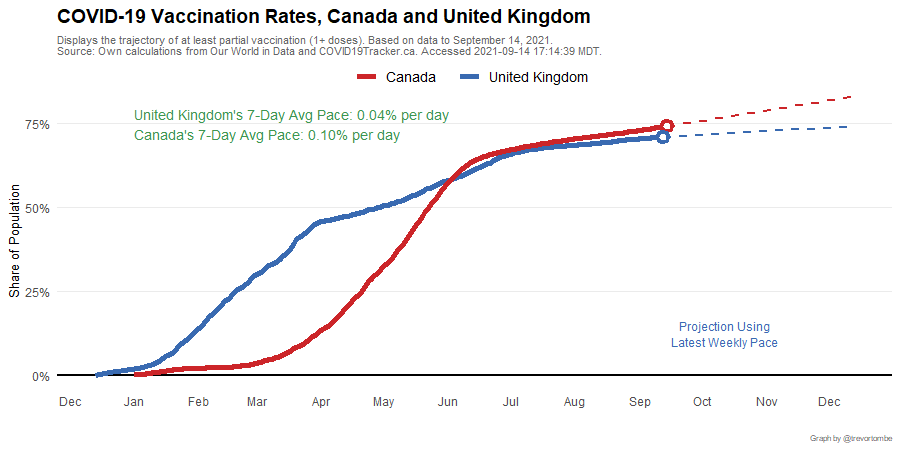 COVID-19 Vaccination Rates, Canada and United Kingdom
Displays the trajectory of at least partial vaccination (1+ doses). Based on data to September 14, 2021.
Source: Own calculations from Our World in Data and COVID19Tracker.ca. Accessed 2021-09-14 17:14:39 MDT.
Canada United Kingdom
United Kingdom's 7-Day Avg Pace: 0.04% per day
Canada's 7-Day Avg Pace: 0.10% per day
75%
50%
25%
0%
Share of Population
Projection Using
Latest Weekly Pace
Dec Jan Feb Mar Apr May Jun Jul Aug Sep Oct Nov Dec
Graph by @trevortombe